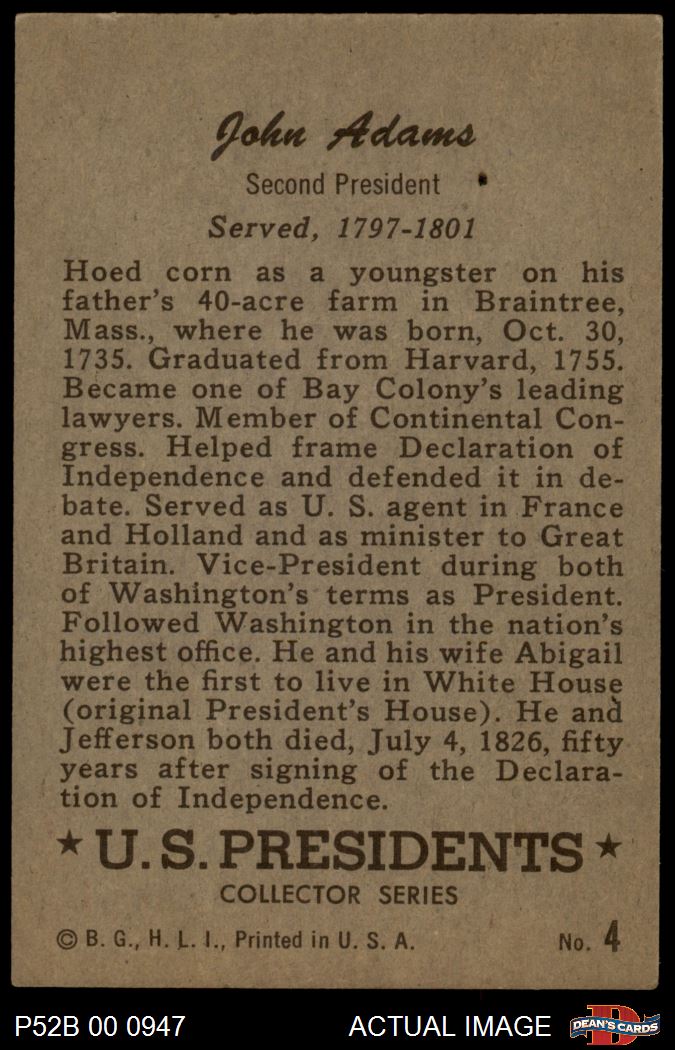 John Adams
Second President
Served, 1797-1801
Hoed corn as a youngster on his
father's 40-acre farm in Braintree,
Mass., where he was born, Oct. 30,
1735. Graduated from Harvard, 1755.
Became one of Bay Colony's leading
lawyers. Member of Continental Con-
gress. Helped frame Declaration of
Independence and defended it in de-
bate. Served as U. S. agent in France
and Holland and as minister to Great
Britain. Vice-President during both
of Washington's terms as President.
Followed Washington in the nation's
highest office. He and his wife Abigail
were the first to live in White House
(original President's House). He and
Jefferson both died, July 4, 1826, fifty
years after signing of the Declara-
tion of Independence.
★ U.S. PRESIDENTS ★
COLLECTOR SERIES
© B. G., H. L. I., Printed in U. S. A. No. 4
P52B 00 0947 ACTUAL IMAGE D DEAN'S CARDS